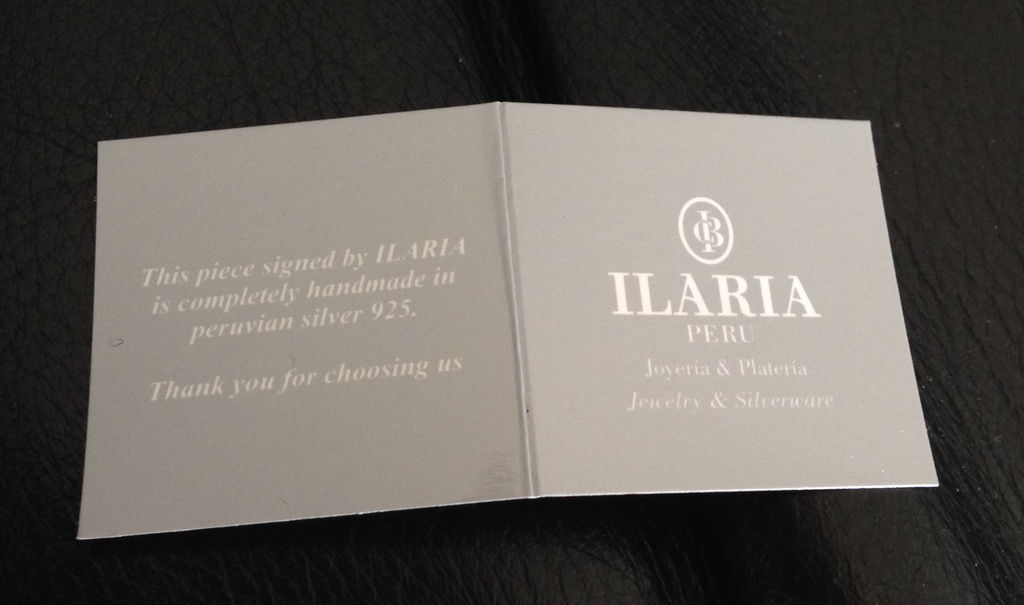 This piece signed by ILARIA
is completely handmade in
peruvian silver 925.
Thank you for choosing us
ILARIA
PERU
Joyería & Platería
Jewelry & Silverware